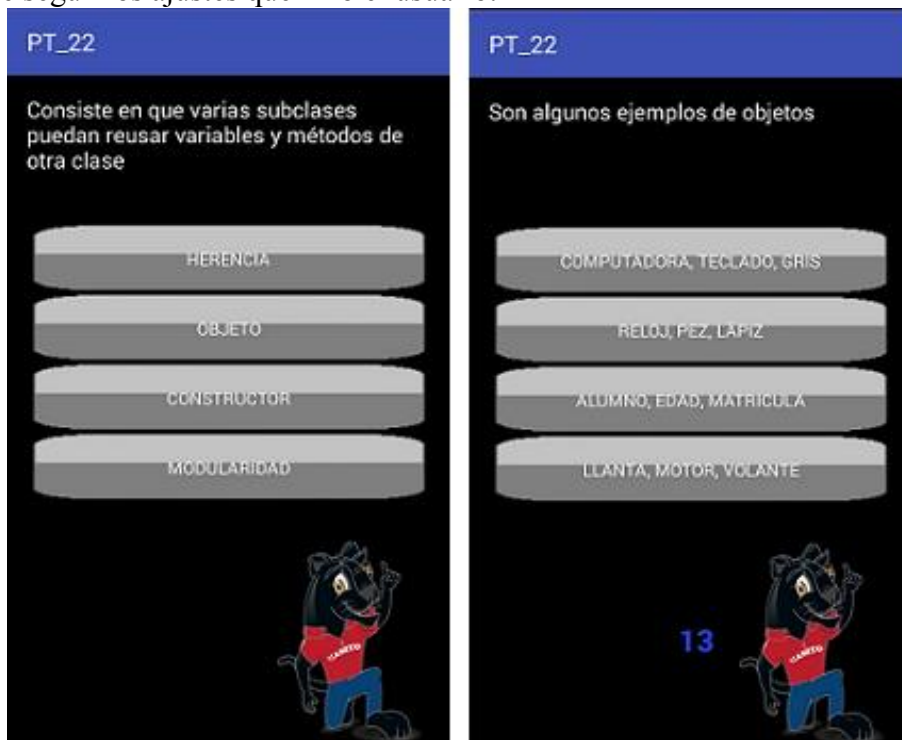 PT_22
Consiste en que varias subclases
puedan reusar variables y métodos de
otra clase
HERENCIA
OBJETO
CONSTRUCTOR
MODULARIDAD
PT_22
Son algunos ejemplos de objetos
COMPUTADORA, TECLADO, GRIS
RELOJ, PEZ, LAPIZ
ALUMNO, EDAD, MATRICULA
LLANTA, MOTOR, VOLANTE
13